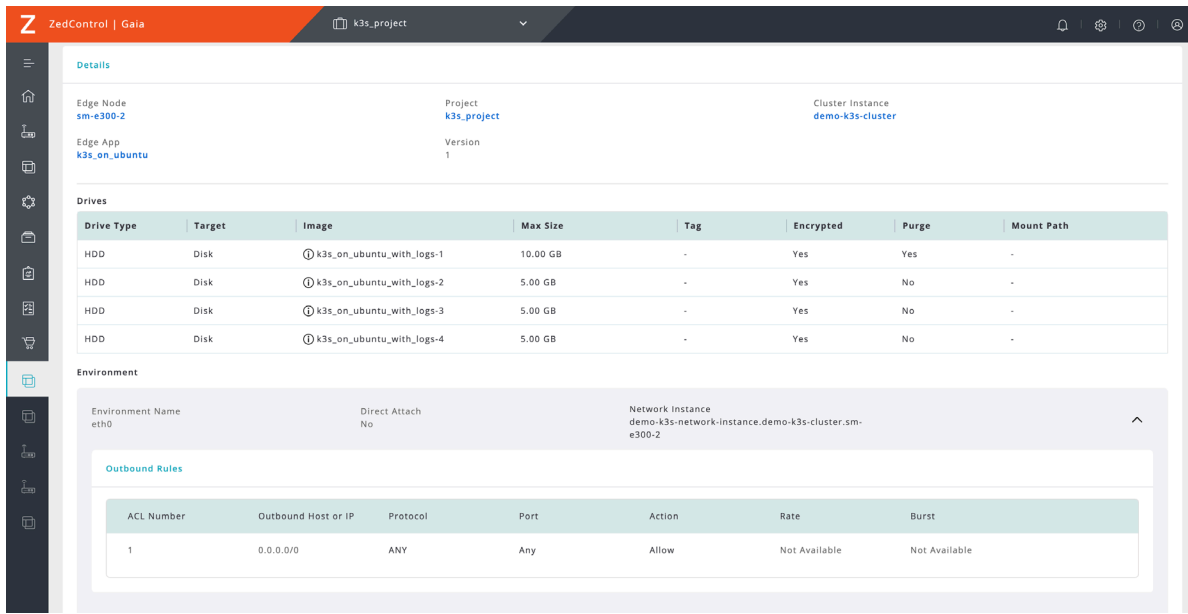 Z ZedControl | Gaia k3s_project
Details
Edge Node Project Cluster Instance
sm-e300-2 k3s_project demo-k3s-cluster
Edge App Version
k3s_on_ubuntu 1
Drives
Drive Type Target Image Max Size Tag Encrypted Purge Mount Path
HDD Disk k3s_on_ubuntu_with_logs-1 10.00 GB - Yes Yes -
HDD Disk k3s_on_ubuntu_with_logs-2 5.00 GB - Yes No -
HDD Disk k3s_on_ubuntu_with_logs-3 5.00 GB - Yes No -
HDD Disk k3s_on_ubuntu_with_logs-4 5.00 GB - Yes No -
Environment
Environment Name Direct Attach Network Instance
eth0 No demo-k3s-network-instance.demo-k3s-cluster.sm-
e300-2
Outbound Rules
ACL Number Outbound Host or IP Protocol Port Action Rate Burst
1 0.0.0.0/0 ANY Any Allow Not Available Not Available